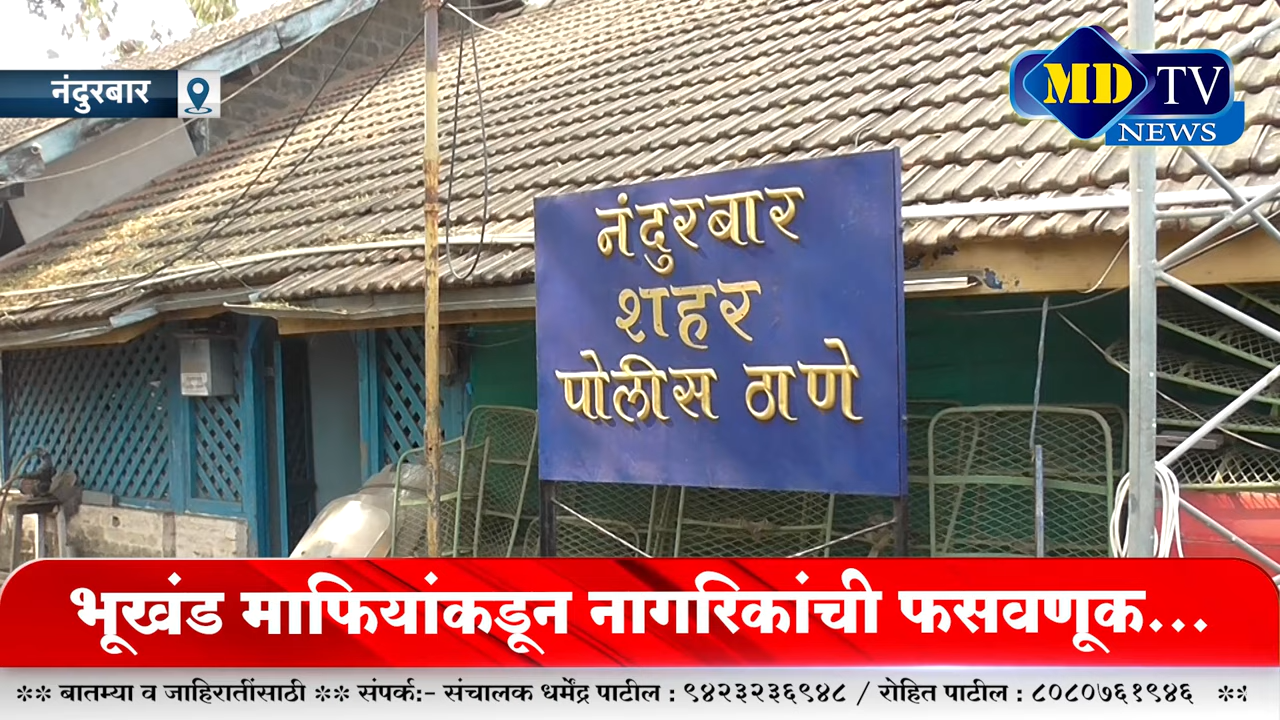 नंदुरबार
MD TV
NEWS
नंदुरबार
शहर
पोलीस ठाणे
भूखंड माफियांकडून नागरिकांची फसवणूक...
** बातम्या व जाहिरातींसाठी ** संपर्क:- संचालक धर्मेंद्र पाटील : ९४२३२३६९४८ / रोहित पाटील : ८०८०७६१९४६ **